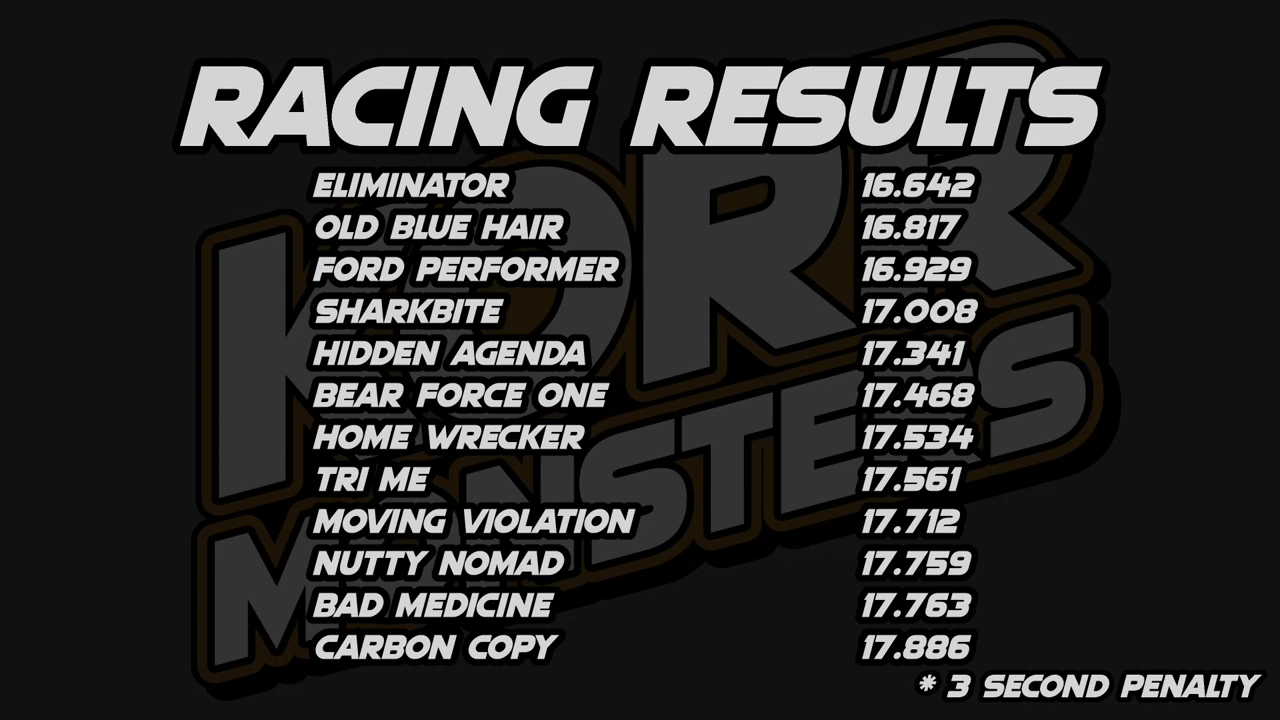 RACING RESULTS
ELIMINATOR 16.642
OLD BLUE HAIR 16.817
FORD PERFORMER 16.929
SHARKBITE 17.008
HIDDEN AGENDA 17.341
BEAR FORCE ONE 17.468
HOME WRECKER 17.534
TRI ME 17.561
MOVING VIOLATION 17.712
NUTTY NOMAD 17.759
BAD MEDICINE 17.763
CARBON COPY 17.886
* 3 SECOND PENALTY
KORR
MONSTERS